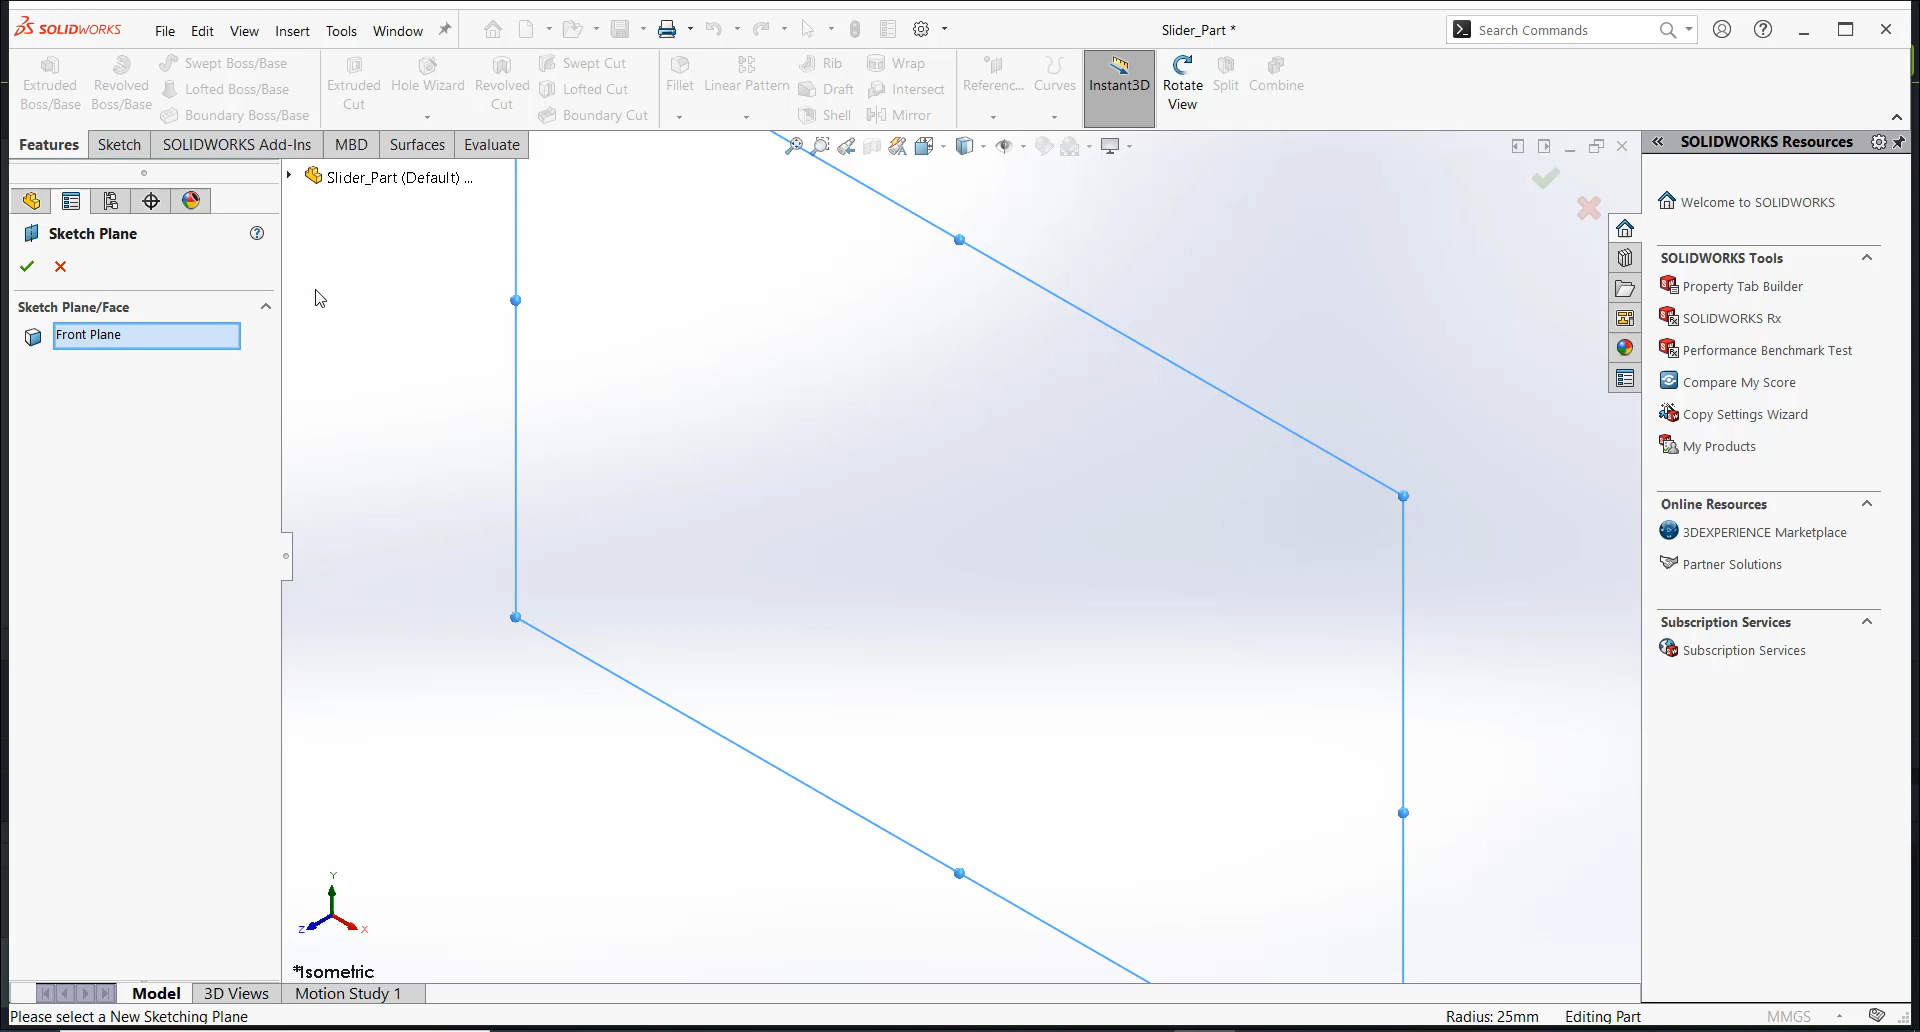 SOLIDWORKS File Edit View Insert Tools Window Slider_Part * Search Commands
Extruded Boss/Base
Revolved Boss/Base
Swept Boss/Base
Lofted Boss/Base
Boundary Boss/Base
Extruded Cut
Hole Wizard
Revolved Cut
Swept Cut
Lofted Cut
Boundary Cut
Fillet
Linear Pattern
Rib
Draft
Shell
Wrap
Intersect
Mirror
Referenc...
Curves
Instant3D
Rotate View
Split
Combine
Features Sketch SOLIDWORKS Add-Ins MBD Surfaces Evaluate
Slider_Part (Default) ...
Sketch Plane
Sketch Plane/Face
Front Plane
SOLIDWORKS Resources
Welcome to SOLIDWORKS
SOLIDWORKS Tools
Property Tab Builder
SOLIDWORKS Rx
Performance Benchmark Test
Compare My Score
Copy Settings Wizard
My Products
Online Resources
3DEXPERIENCE Marketplace
Partner Solutions
Subscription Services
Subscription Services
Y
Z X
*Isometric
Model 3D Views Motion Study 1
Please select a New Sketching Plane Radius: 25mm Editing Part MMGS